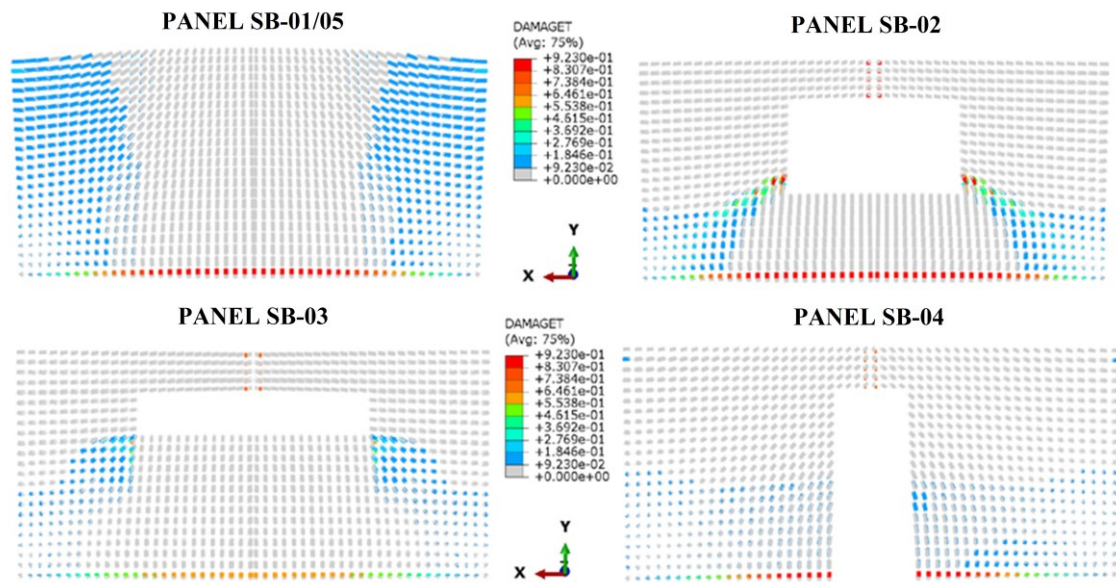 PANEL SB-01/05
DAMAGET
(Avg: 75%)
+9.230e-01
+8.307e-01
+7.384e-01
+6.461e-01
+5.538e-01
+4.615e-01
+3.692e-01
+2.769e-01
+1.846e-01
+9.230e-02
+0.000e+00
Y
X
PANEL SB-02
PANEL SB-03
DAMAGET
(Avg: 75%)
+9.230e-01
+8.307e-01
+7.384e-01
+6.461e-01
+5.538e-01
+4.615e-01
+3.692e-01
+2.769e-01
+1.846e-01
+9.230e-02
+0.000e+00
Y
X
PANEL SB-04